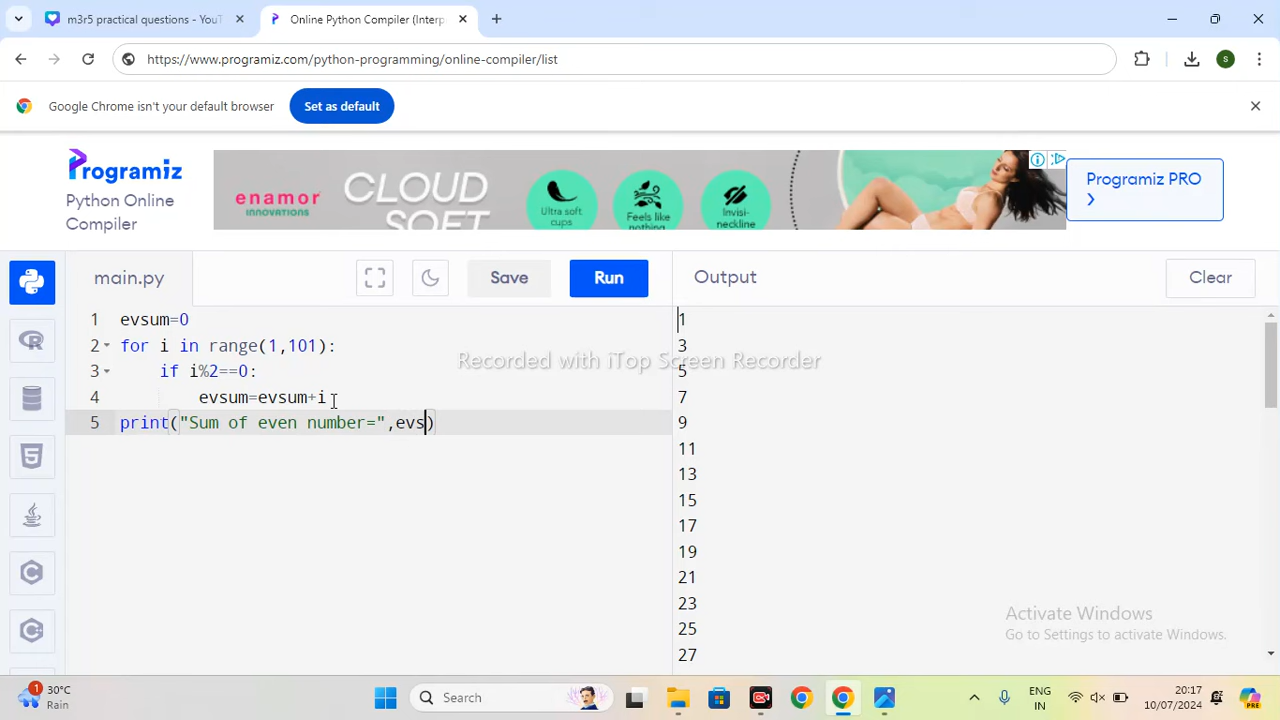 m3r5 practical questions - YouT
Online Python Compiler (Interp
https://www.programiz.com/python-programming/online-compiler/list
S
Google Chrome isn't your default browser
Set as default
Programiz
Python Online
Compiler
enamor
INNOVATIONS
CLOUD
SOFT
Ultra soft
cups
Feels like
nothing
Invisi-
neckline
Programiz PRO
>
main.py
Save
Run
Output
Clear
1 evsum=0
2 for i in range(1,101):
3 if i%2==0:
4 evsum=evsum+i
5 print("Sum of even number=",evs)
1
3
5
7
9
11
13
15
17
19
21
23
25
27
Recorded with iTop Screen Recorder
Activate Windows
Go to Settings to activate Windows.
1
30°C
Rain
Search
ENG
IN
20:17
10/07/2024
PRE